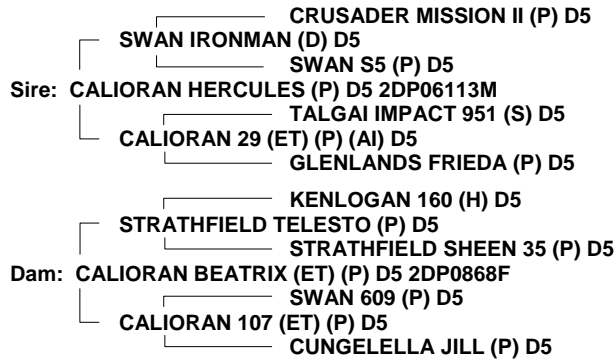 CRUSADER MISSION II (P) D5
SWAN IRONMAN (D) D5
SWAN S5 (P) D5
Sire: CALIORAN HERCULES (P) D5 2DP06113M
TALGAI IMPACT 951 (S) D5
CALIORAN 29 (ET) (P) (AI) D5
GLENLANDS FRIEDA (P) D5
KENLOGAN 160 (H) D5
STRATHFIELD TELESTO (P) D5
STRATHFIELD SHEEN 35 (P) D5
Dam: CALIORAN BEATRIX (ET) (P) D5 2DP0868F
SWAN 609 (P) D5
CALIORAN 107 (ET) (P) D5
CUNGELELLA JILL (P) D5